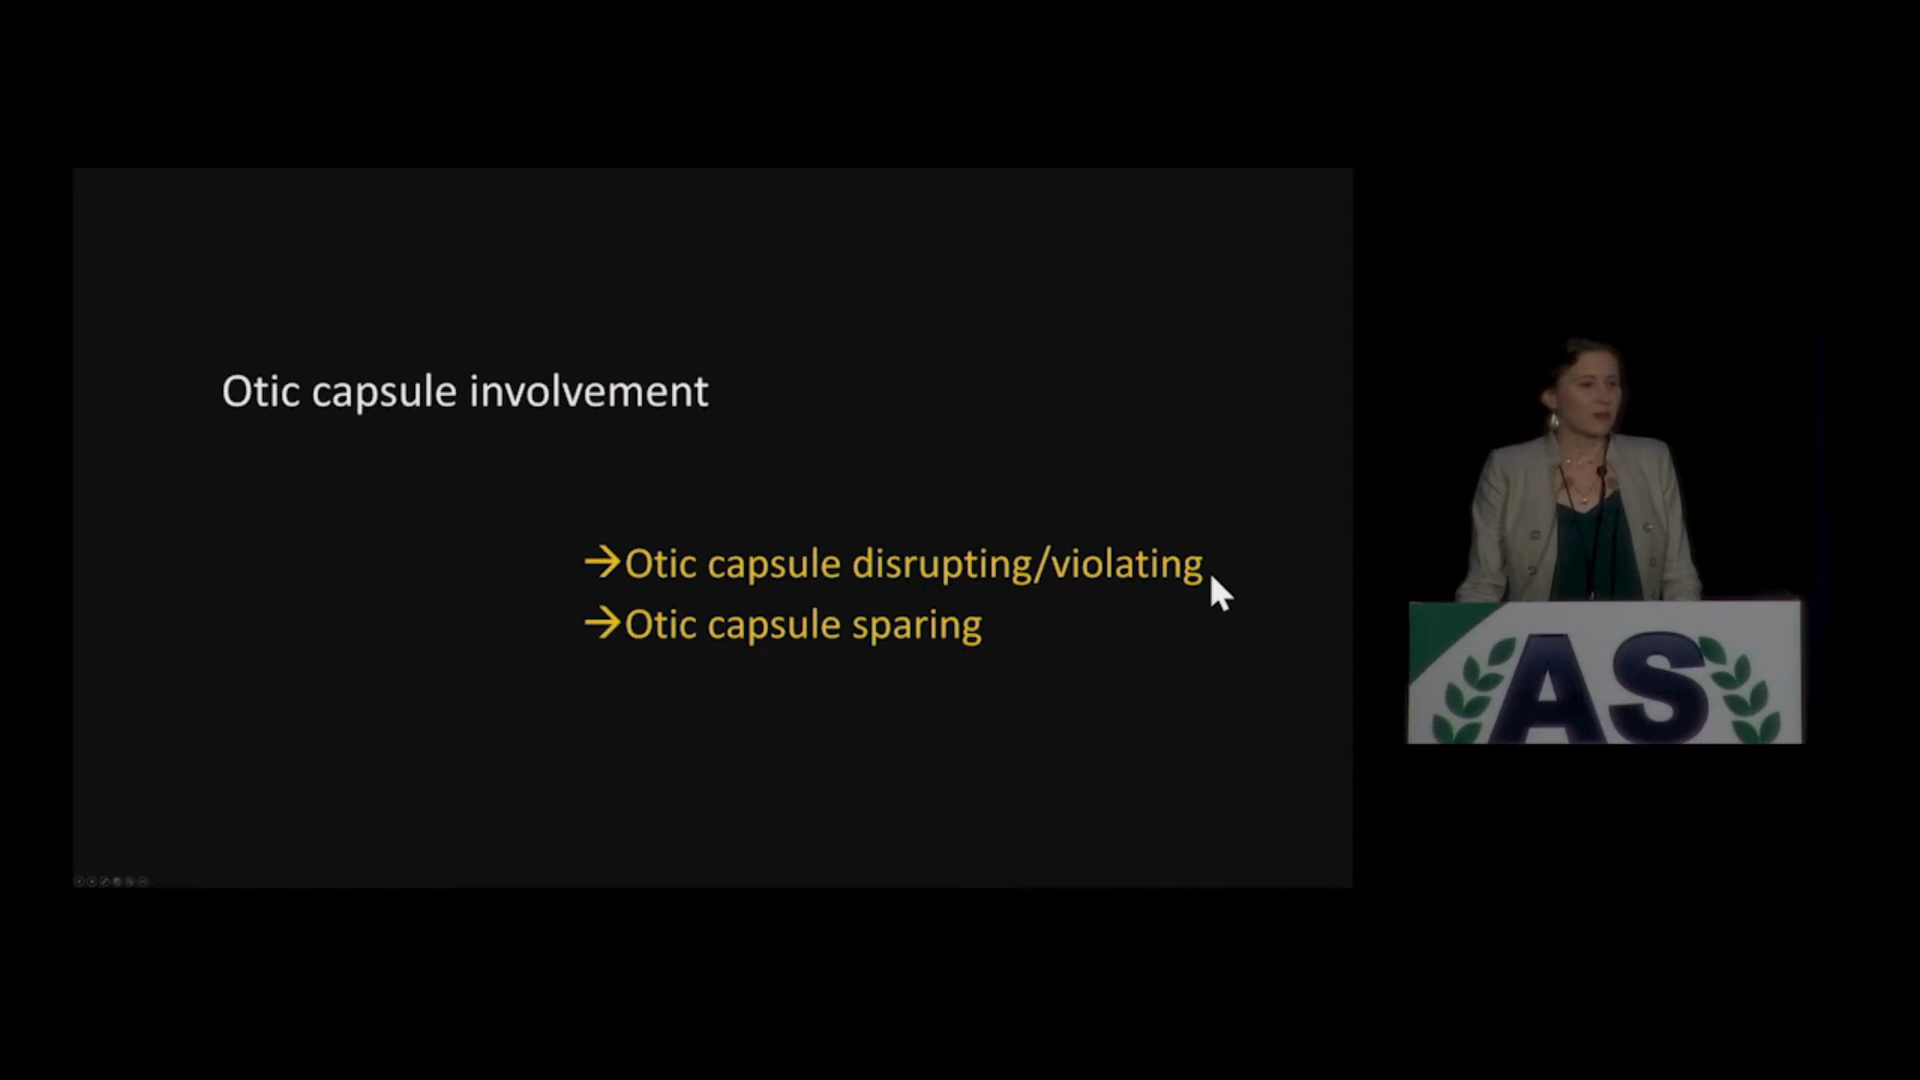 Otic capsule involvement
→Otic capsule disrupting/violating
→Otic capsule sparing
AS